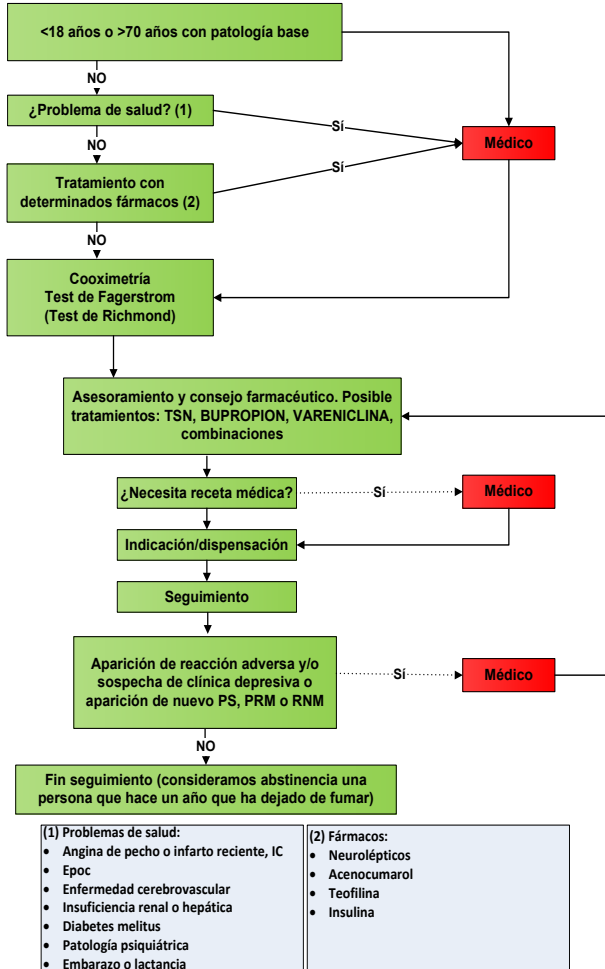 <18 años o >70 años con patología base
NO
¿Problema de salud? (1)
Sí
Médico
NO
Sí
Tratamiento con
determinados fármacos (2)
NO
Cooximetría
Test de Fagerstrom
(Test de Richmond)
Asesoramiento y consejo farmacéutico. Posible
tratamientos: TSN, BUPROPION, VARENICLINA,
combinaciones
¿Necesita receta médica?
Sí
Médico
Indicación/dispensación
Seguimiento
Aparición de reacción adversa y/o
sospecha de clínica depresiva o
aparición de nuevo PS, PRM o RNM
Sí
Médico
NO
Fin seguimiento (consideramos abstinencia una
persona que hace un año que ha dejado de fumar)
(1) Problemas de salud:
• Angina de pecho o infarto reciente, IC
• Epoc
• Enfermedad cerebrovascular
• Insuficiencia renal o hepática
• Diabetes melitus
• Patología psiquiátrica
• Embarazo o lactancia
(2) Fármacos:
• Neurolépticos
• Acenocumarol
• Teofilina
• Insulina